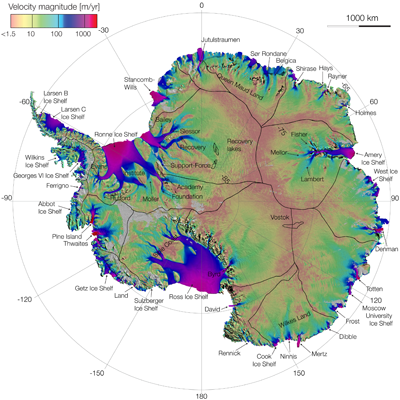 Velocity magnitude [m/yr]
<1.5 10 100 1000
0
1000 km
-30
30
Jutulstraumen
Sør Rondane
Belgica
Shirase
Hays
Rayner
Queen Maud Land
Stancomb-
Wills
60
Holmes
-60
Larsen B
Ice Shelf
Larsen C
Ice Shelf
-75
Bailey
Slessor
Recovery
Recovery
lakes
Fisher
Mellor
Ronne Ice Shelf
Amery
Ice Shelf
Wilkins
Ice Shelf
Support Force
Lambert
West Ice
Shelf
Georges VI Ice Shelf
Evans
Institute
-85
Academy
Ferrigno
Rutford
Möller
Foundation
-90
90
Abbot
Ice Shelf
Vostok
Pine Island
Thwaites
Denman
Byrd
Getz Ice Shelf
Land
Sulzberger
Ice Shelf
Ross Ice Shelf
Totten
-120
120
Moscow
University
Ice Shelf
David
Wilkes Land
Frost
Dibble
Rennick
Cook
Ice Shelf
Ninnis
Mertz
-150
150
180